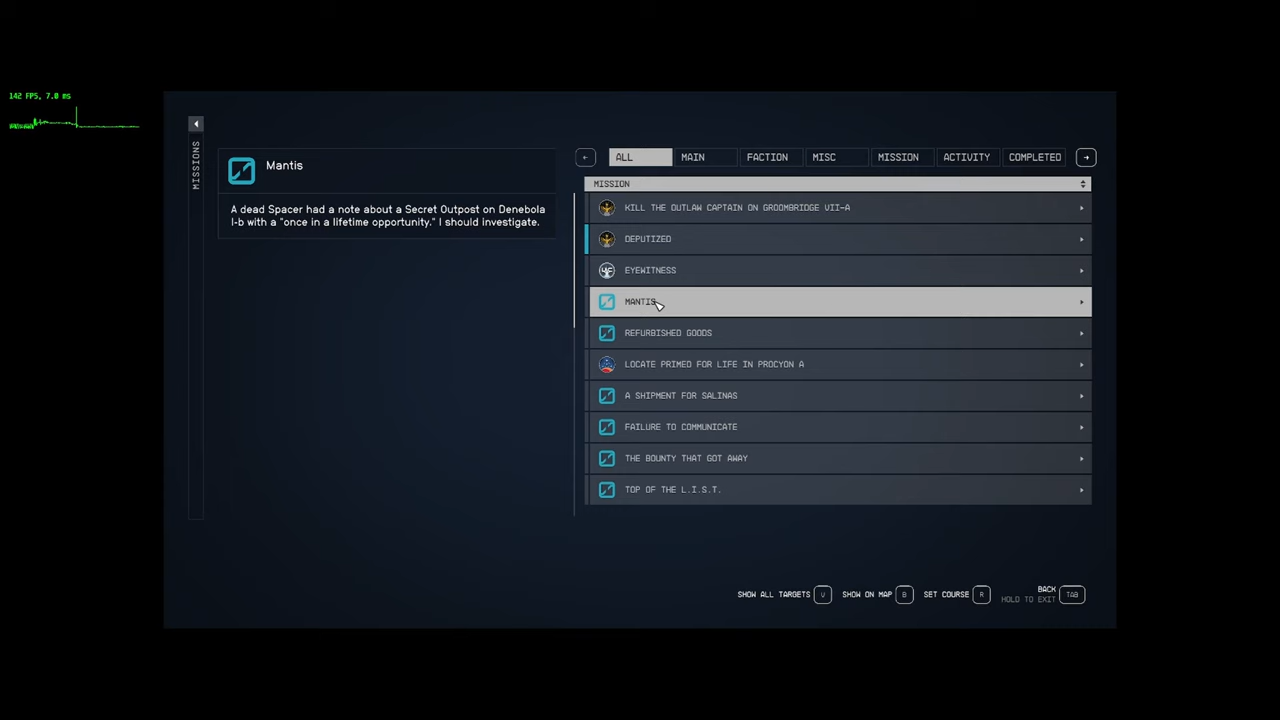 142 FPS, 7.0 ms
MISSIONS
Mantis
A dead Spacer had a note about a Secret Outpost on Denebola
I-b with a "once in a lifetime opportunity." I should investigate.
ALL MAIN FACTION MISC MISSION ACTIVITY COMPLETED
MISSION
KILL THE OUTLAW CAPTAIN ON GROOMBRIDGE VII-A
DEPUTIZED
EYEWITNESS
MANTIS
REFURBISHED GOODS
LOCATE PRIMED FOR LIFE IN PROCYON A
A SHIPMENT FOR SALINAS
FAILURE TO COMMUNICATE
THE BOUNTY THAT GOT AWAY
TOP OF THE L.I.S.T.
SHOW ALL TARGETS V SHOW ON MAP B SET COURSE R BACK TAB
HOLD TO EXIT